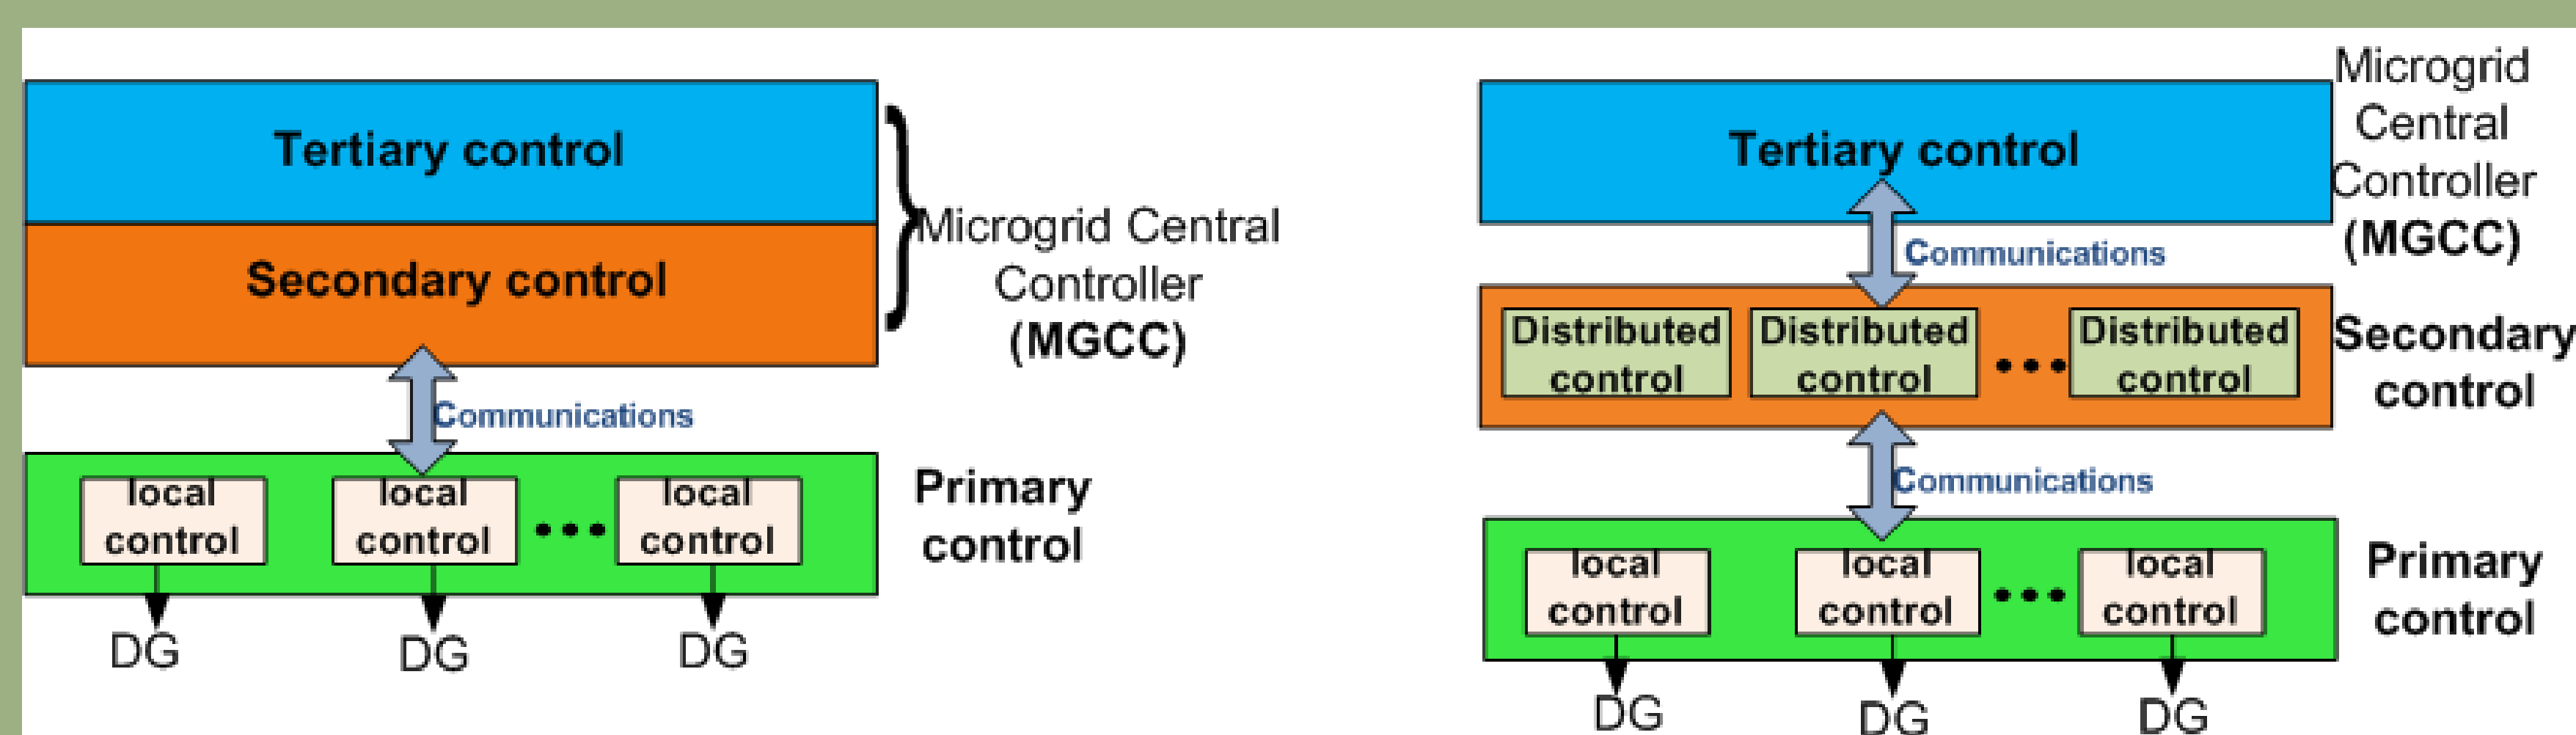 Tertiary control
Secondary control
Microgrid Central
Controller
(MGCC)
Communications
local
control
local
control
local
control
Primary
control
DG
DG
DG
Tertiary control
Microgrid
Central
Controller
(MGCC)
Communications
Distributed
control
Distributed
control
Distributed
control
Secondary
control
Communications
local
control
local
control
local
control
Primary
control
DG
DG
DG